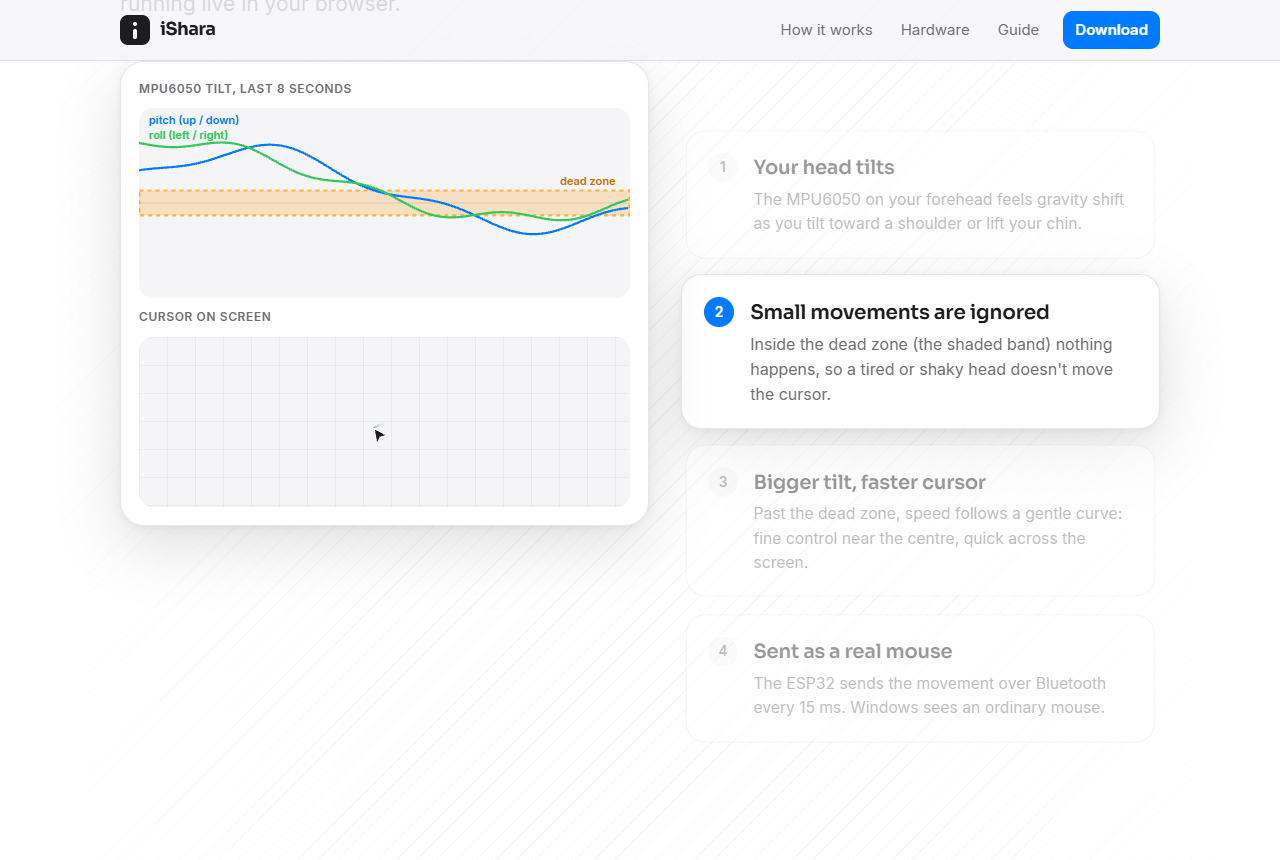 running live in your browser.
iShara
How it works
Hardware
Guide
Download
MPU6050 TILT, LAST 8 SECONDS
pitch (up / down)
roll (left / right)
dead zone
CURSOR ON SCREEN
1
Your head tilts
The MPU6050 on your forehead feels gravity shift
as you tilt toward a shoulder or lift your chin.
2
Small movements are ignored
Inside the dead zone (the shaded band) nothing
happens, so a tired or shaky head doesn't move
the cursor.
3
Bigger tilt, faster cursor
Past the dead zone, speed follows a gentle curve:
fine control near the centre, quick across the
screen.
4
Sent as a real mouse
The ESP32 sends the movement over Bluetooth
every 15 ms. Windows sees an ordinary mouse.